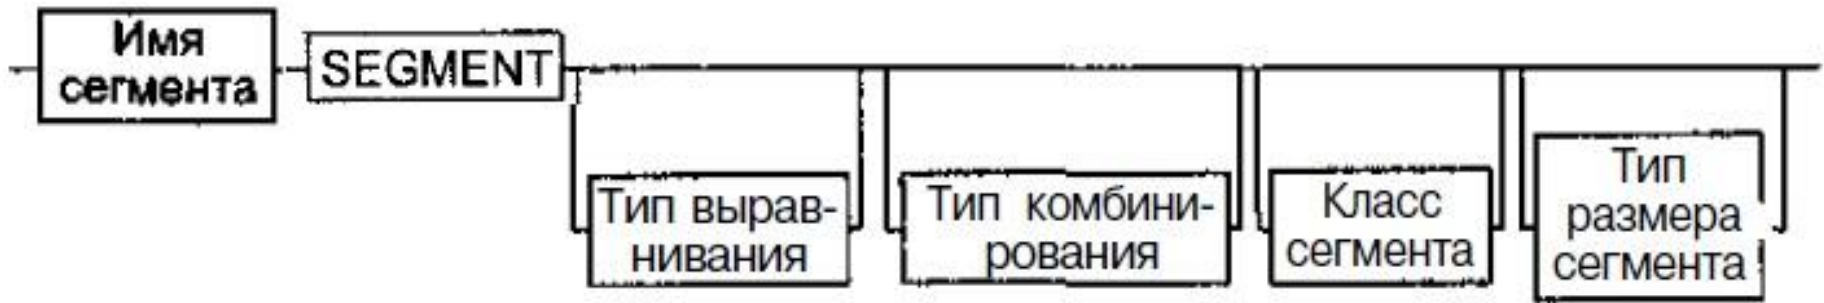 Имя
сегмента
SEGMENT
Тип вырав-
нивания
Тип комбини-
рования
Класс
сегмента
Тип
размера
сегмента